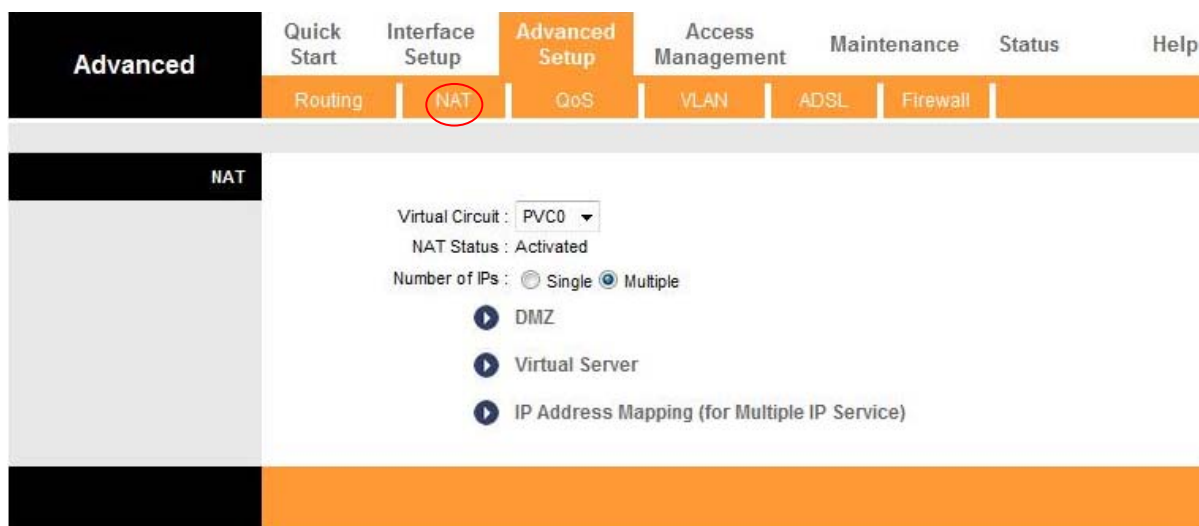 Advanced
Quick Start
Interface Setup
Advanced Setup
Access Management
Maintenance
Status
Help
Routing
NAT
QoS
VLAN
ADSL
Firewall
NAT
Virtual Circuit : PVC0
NAT Status : Activated
Number of IPs : Single Multiple
DMZ
Virtual Server
IP Address Mapping (for Multiple IP Service)